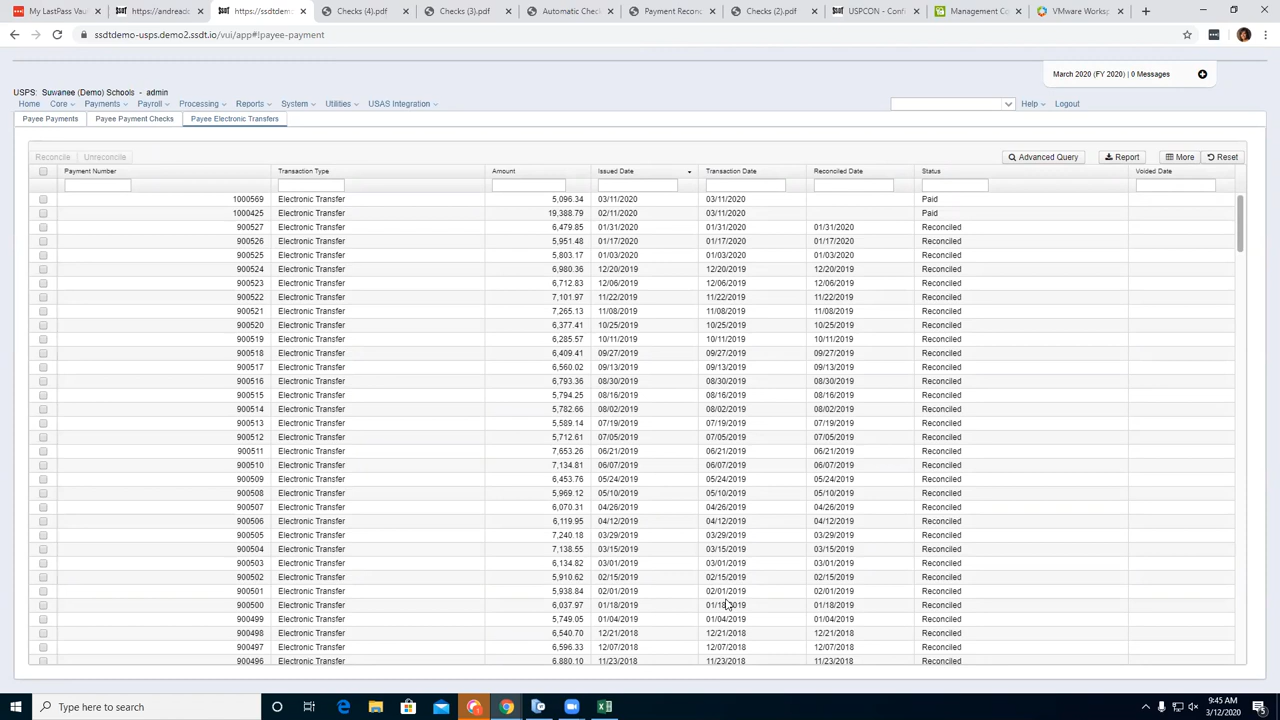 My LastPass Vau
https://andreadc
https://ssdtdemo
Checks (4).pdf
Checks (3).pdf
Automatic Chec
Payment Recon
Checks (2).pdf
USPCON - Conf
Management Co
VMware Worksp
ssdtdemo-usps.demo2.ssdt.io/vui/app#!payee-payment
March 2020 (FY 2020) | 0 Messages
USPS: Suwanee (Demo) Schools - admin
Home Core Payments Payroll Processing Reports System Utilities USAS Integration Help Logout
Payee Payments Payee Payment Checks Payee Electronic Transfers
Reconcile Unreconcile Advanced Query Report More Reset
Payment Number Transaction Type Amount Issued Date Transaction Date Reconciled Date Status Voided Date
1000569 Electronic Transfer 5,096.34 03/11/2020 03/11/2020 Paid
1000425 Electronic Transfer 19,388.79 02/11/2020 03/11/2020 Paid
900527 Electronic Transfer 6,479.85 01/31/2020 01/31/2020 01/31/2020 Reconciled
900526 Electronic Transfer 5,951.48 01/17/2020 01/17/2020 01/17/2020 Reconciled
900525 Electronic Transfer 5,803.17 01/03/2020 01/03/2020 01/03/2020 Reconciled
900524 Electronic Transfer 6,980.36 12/20/2019 12/20/2019 12/20/2019 Reconciled
900523 Electronic Transfer 6,712.83 12/06/2019 12/06/2019 12/06/2019 Reconciled
900522 Electronic Transfer 7,101.97 11/22/2019 11/22/2019 11/22/2019 Reconciled
900521 Electronic Transfer 7,265.13 11/08/2019 11/08/2019 11/08/2019 Reconciled
900520 Electronic Transfer 6,377.41 10/25/2019 10/25/2019 10/25/2019 Reconciled
900519 Electronic Transfer 6,285.57 10/11/2019 10/11/2019 10/11/2019 Reconciled
900518 Electronic Transfer 6,409.41 09/27/2019 09/27/2019 09/27/2019 Reconciled
900517 Electronic Transfer 6,560.02 09/13/2019 09/13/2019 09/13/2019 Reconciled
900516 Electronic Transfer 6,793.36 08/30/2019 08/30/2019 08/30/2019 Reconciled
900515 Electronic Transfer 5,794.25 08/16/2019 08/16/2019 08/16/2019 Reconciled
900514 Electronic Transfer 5,782.66 08/02/2019 08/02/2019 08/02/2019 Reconciled
900513 Electronic Transfer 5,589.14 07/19/2019 07/19/2019 07/19/2019 Reconciled
900512 Electronic Transfer 5,712.61 07/05/2019 07/05/2019 07/05/2019 Reconciled
900511 Electronic Transfer 7,653.26 06/21/2019 06/21/2019 06/21/2019 Reconciled
900510 Electronic Transfer 7,134.81 06/07/2019 06/07/2019 06/07/2019 Reconciled
900509 Electronic Transfer 6,453.76 05/24/2019 05/24/2019 05/24/2019 Reconciled
900508 Electronic Transfer 5,969.12 05/10/2019 05/10/2019 05/10/2019 Reconciled
900507 Electronic Transfer 6,070.31 04/26/2019 04/26/2019 04/26/2019 Reconciled
900506 Electronic Transfer 6,119.95 04/12/2019 04/12/2019 04/12/2019 Reconciled
900505 Electronic Transfer 7,240.18 03/29/2019 03/29/2019 03/29/2019 Reconciled
900504 Electronic Transfer 7,138.55 03/15/2019 03/15/2019 03/15/2019 Reconciled
900503 Electronic Transfer 6,134.82 03/01/2019 03/01/2019 03/01/2019 Reconciled
900502 Electronic Transfer 5,910.62 02/15/2019 02/15/2019 02/15/2019 Reconciled
900501 Electronic Transfer 5,938.84 02/01/2019 02/01/2019 02/01/2019 Reconciled
900500 Electronic Transfer 6,037.97 01/18/2019 01/18/2019 01/18/2019 Reconciled
900499 Electronic Transfer 5,749.05 01/04/2019 01/04/2019 01/04/2019 Reconciled
900498 Electronic Transfer 6,540.70 12/21/2018 12/21/2018 12/21/2018 Reconciled
900497 Electronic Transfer 6,596.33 12/07/2018 12/07/2018 12/07/2018 Reconciled
900496 Electronic Transfer 6,880.10 11/23/2018 11/23/2018 11/23/2018 Reconciled
Type here to search
9:45 AM
3/12/2020
5